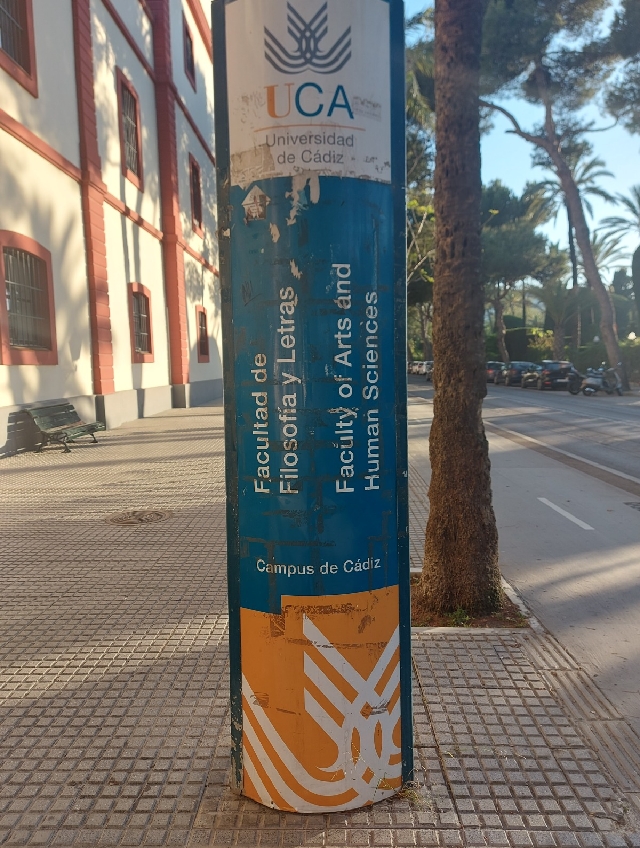 UCA
Universidad
de Cádiz
Facultad de
Filosofía y Letras
Faculty of Arts and
Human Sciences
Campus de Cádiz